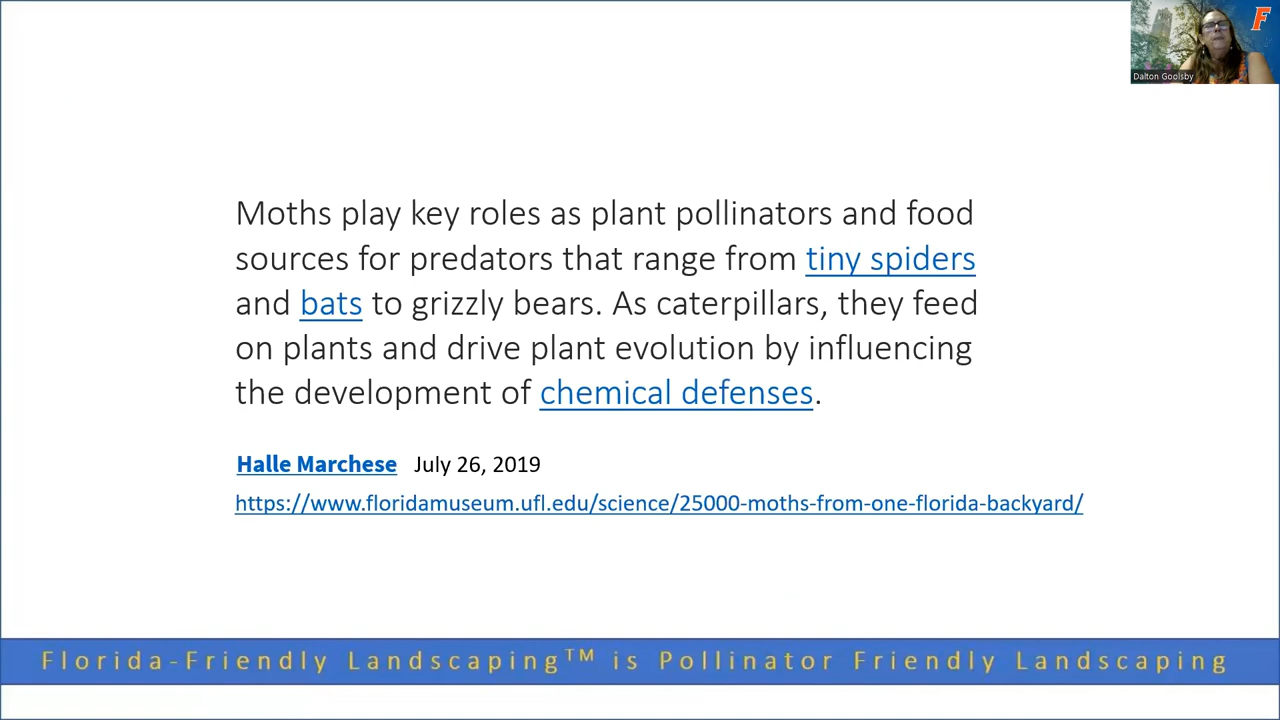 F
Dalton Goolsby
Moths play key roles as plant pollinators and food
sources for predators that range from tiny spiders
and bats to grizzly bears. As caterpillars, they feed
on plants and drive plant evolution by influencing
the development of chemical defenses.
Halle Marchese July 26, 2019
https://www.floridamuseum.ufl.edu/science/25000-moths-from-one-florida-backyard/
Florida-Friendly Landscaping™ is Pollinator Friendly Landscaping